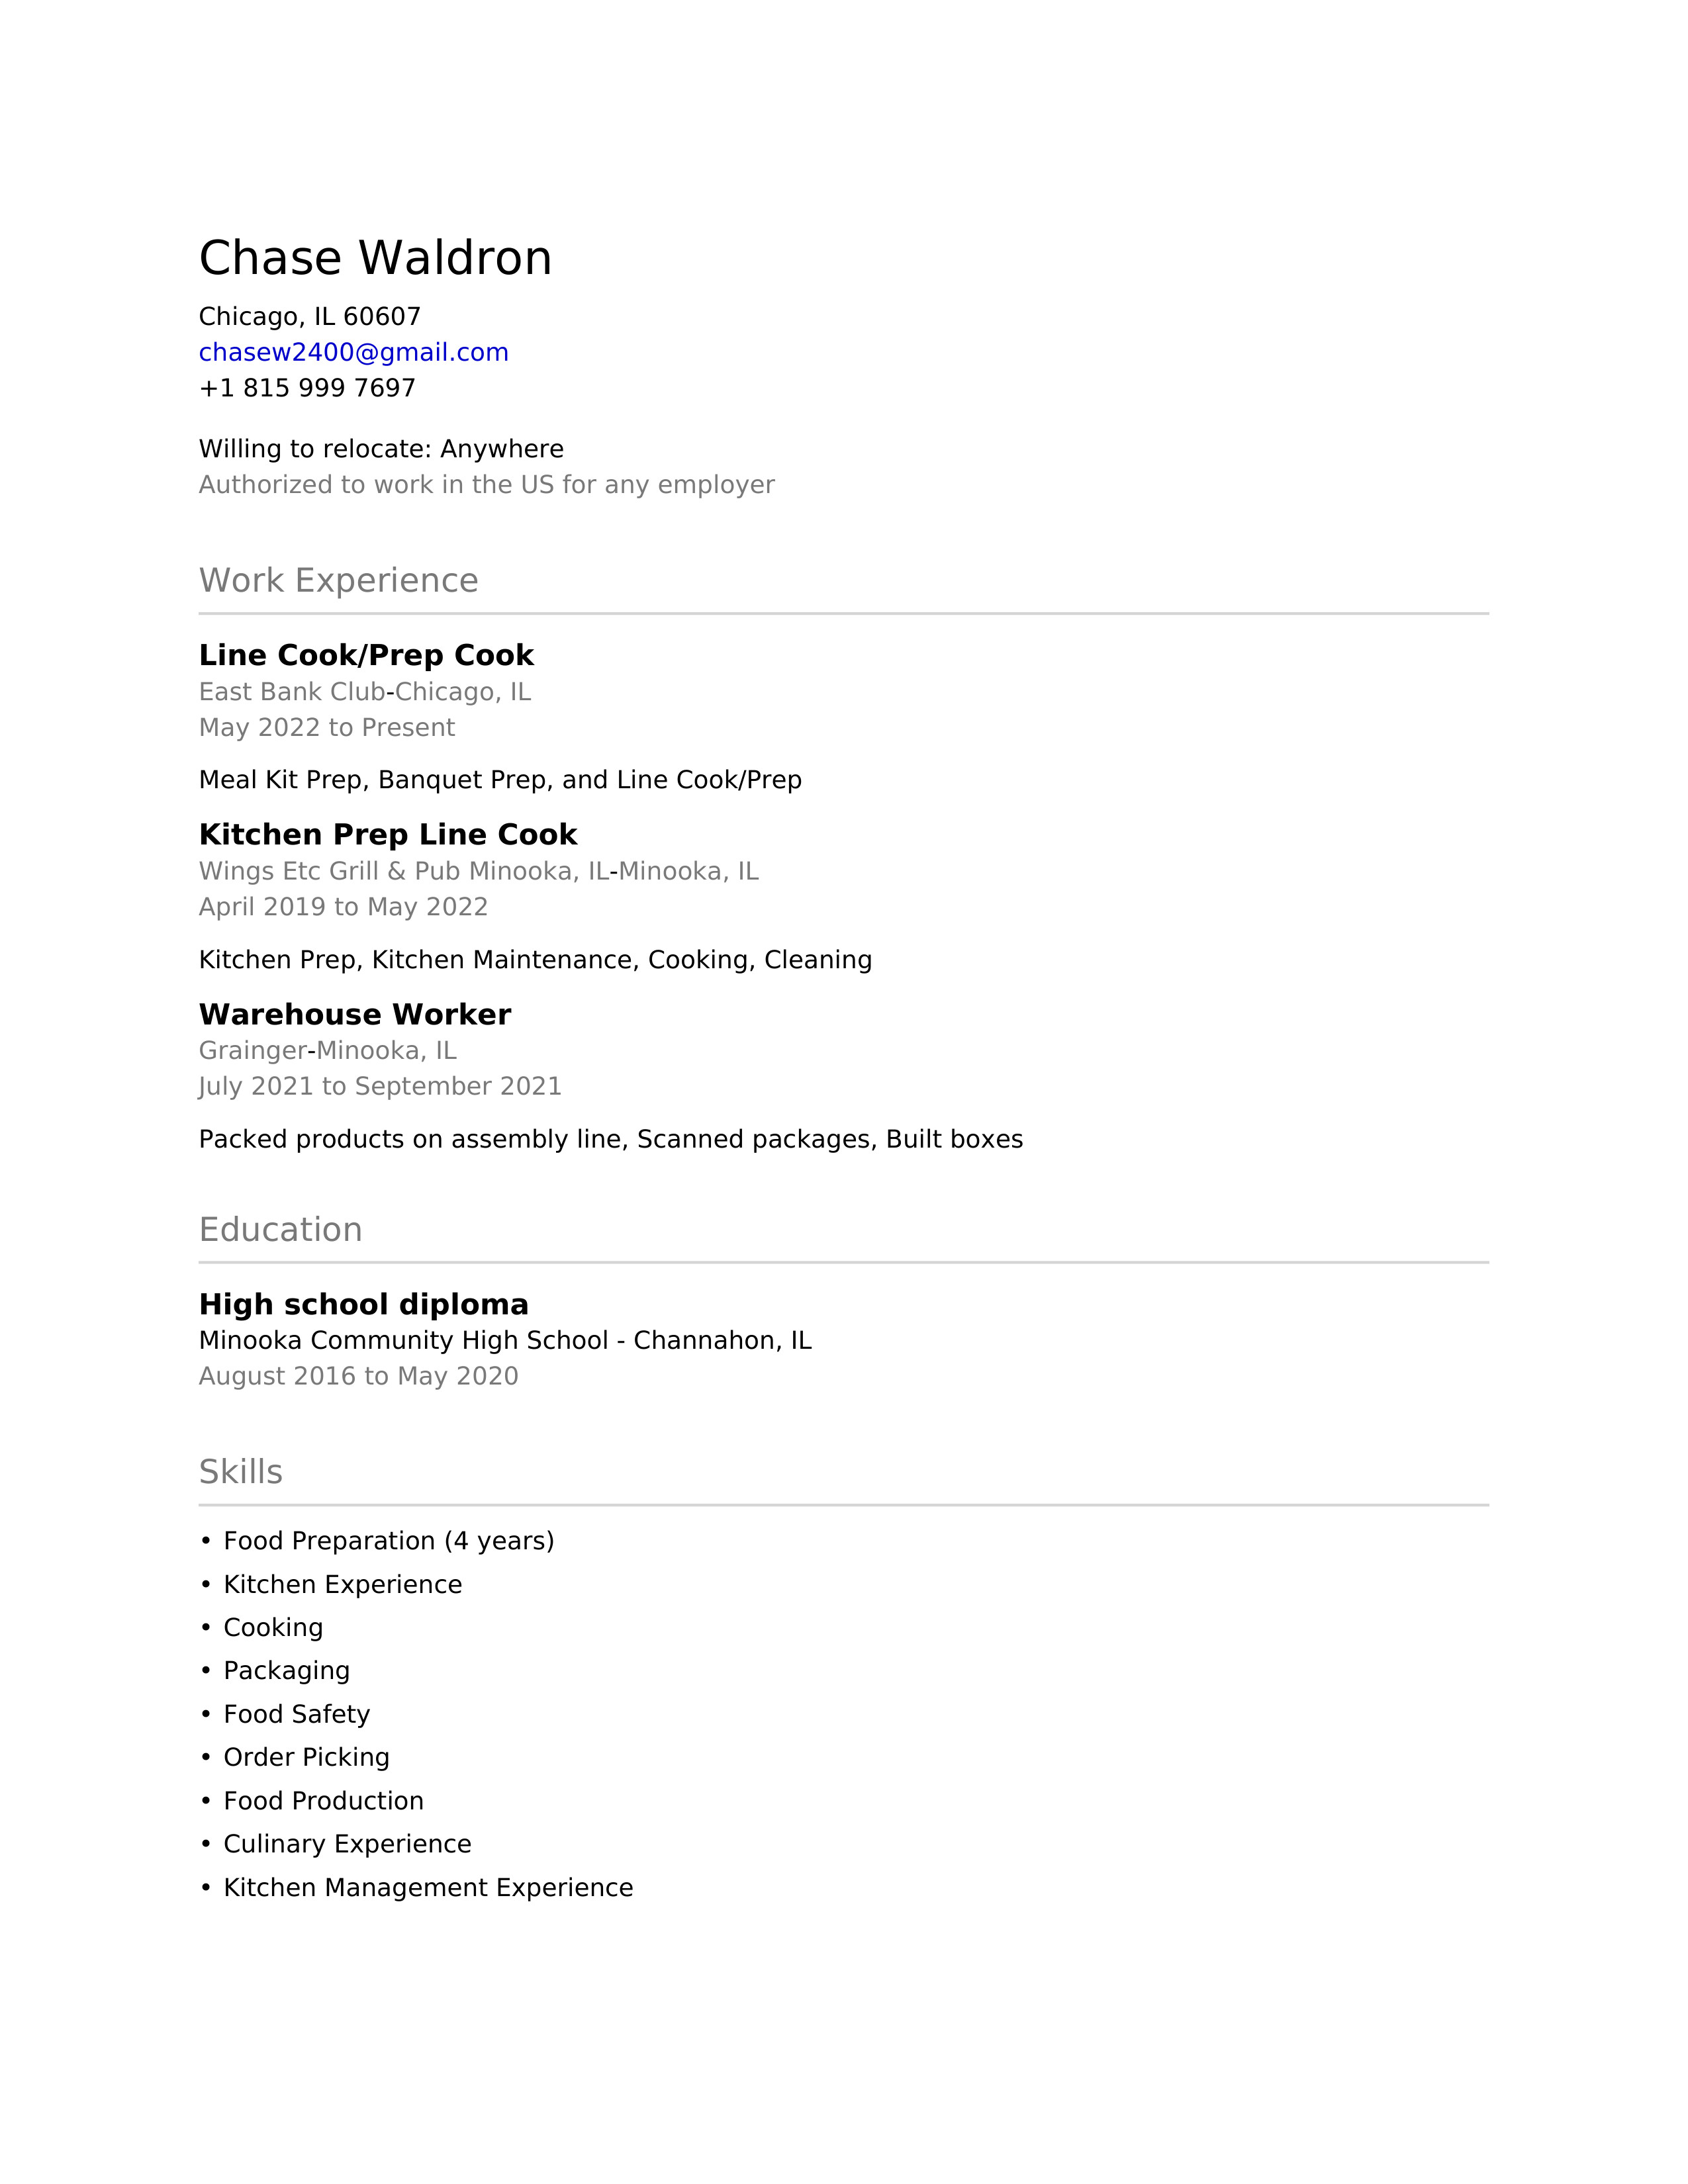 Chase Waldron
Chicago, IL 60607
chasew2400@gmail.com
+1 815 999 7697
Willing to relocate: Anywhere
Authorized to work in the US for any employer
Work Experience
Line Cook/Prep Cook
East Bank Club-Chicago, IL
May 2022 to Present
Meal Kit Prep, Banquet Prep, and Line Cook/Prep
Kitchen Prep Line Cook
Wings Etc Grill & Pub Minooka, IL-Minooka, IL
April 2019 to May 2022
Kitchen Prep, Kitchen Maintenance, Cooking, Cleaning
Warehouse Worker
Grainger-Minooka, IL
July 2021 to September 2021
Packed products on assembly line, Scanned packages, Built boxes
Education
High school diploma
Minooka Community High School - Channahon, IL
August 2016 to May 2020
Skills
• Food Preparation (4 years)
• Kitchen Experience
• Cooking
• Packaging
• Food Safety
• Order Picking
• Food Production
• Culinary Experience
• Kitchen Management Experience